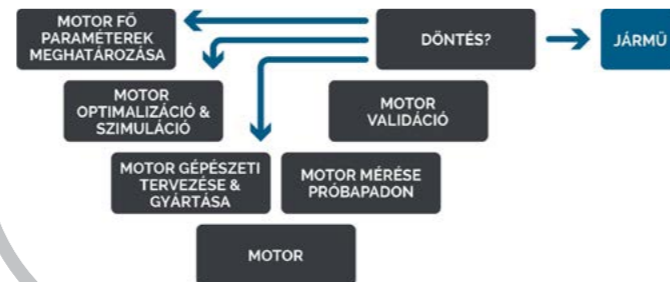 MOTOR FŐ
PARAMÉTEREK
MEGHATÁROZÁSA
DÖNTÉS?
JÁRMŰ
MOTOR
OPTIMALIZÁCIÓ &
SZIMULÁCIÓ
MOTOR
VALIDÁCIÓ
MOTOR GÉPÉSZETI
TERVEZÉSE &
GYÁRTÁSA
MOTOR MÉRÉSE
PRÓBAPADON
MOTOR